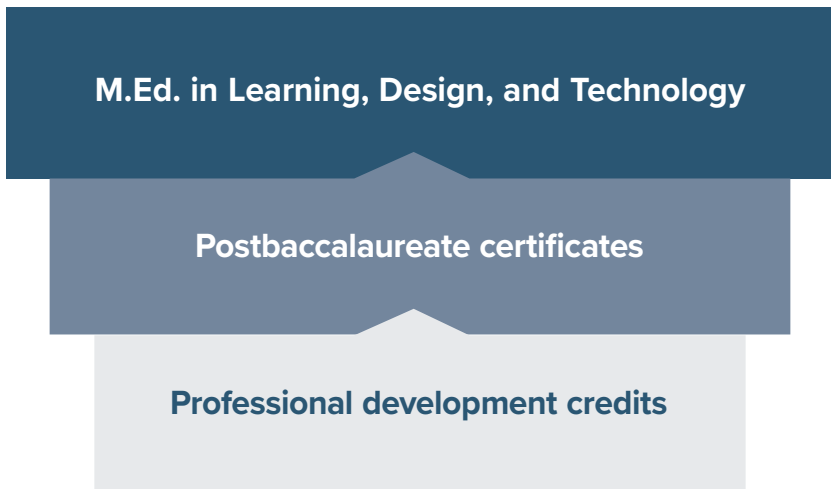 M.Ed. in Learning, Design, and Technology
Postbaccalaureate certificates
Professional development credits